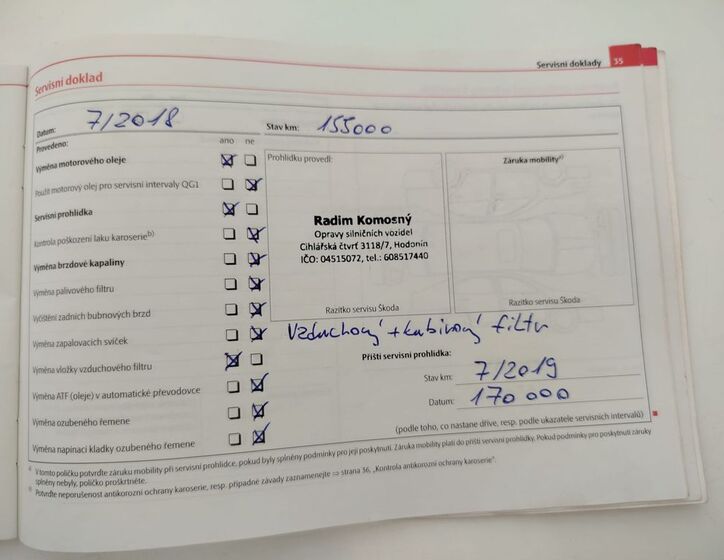 Servisní doklady 35
Servisní doklad
Datum: 7/2018 Stav km: 155000
Provedeno: ano ne
Výměna motorového oleje
Použit motorový olej pro servisní intervaly QG1
Servisní prohlídka
Kontrola poškození laku karoserieb)
Výměna brzdové kapaliny
Výměna palivového filtru
Vyčištění zadních bubnových brzd
Výměna zapalovacích svíček
Výměna vložky vzduchového filtru
Výměna ATF (oleje) v automatické převodovce
Výměna ozubeného řemene
Výměna napínací kladky ozubeného řemene
Prohlídku provedl:
Radim Komosný
Opravy silničních vozidel
Cihlářská čtvrť 3118/7, Hodonín
IČO: 04515072, tel.: 608517440
Razítko servisu Škoda
Záruka mobilitya)
Razítko servisu Škoda
Vzduchový + kabinový filtr
Příští servisní prohlídka:
Stav km: 7/2019
Datum: 170 000
(podle toho, co nastane dříve, resp. podle ukazatele servisních intervalů)
a) V tomto políčku potvrďte záruku mobility při servisní prohlídce, pokud byly splněny podmínky pro její poskytnutí. Záruka mobility platí do příští servisní prohlídky. Pokud podmínky pro poskytnutí záruky
splněny nebyly, políčko proškrtněte.
b) Potvrďte neporušenost antikorozní ochrany karoserie, resp. případné závady zaznamenejte ⇒ strana 56, „Kontrola antikorozní ochrany karoserie".